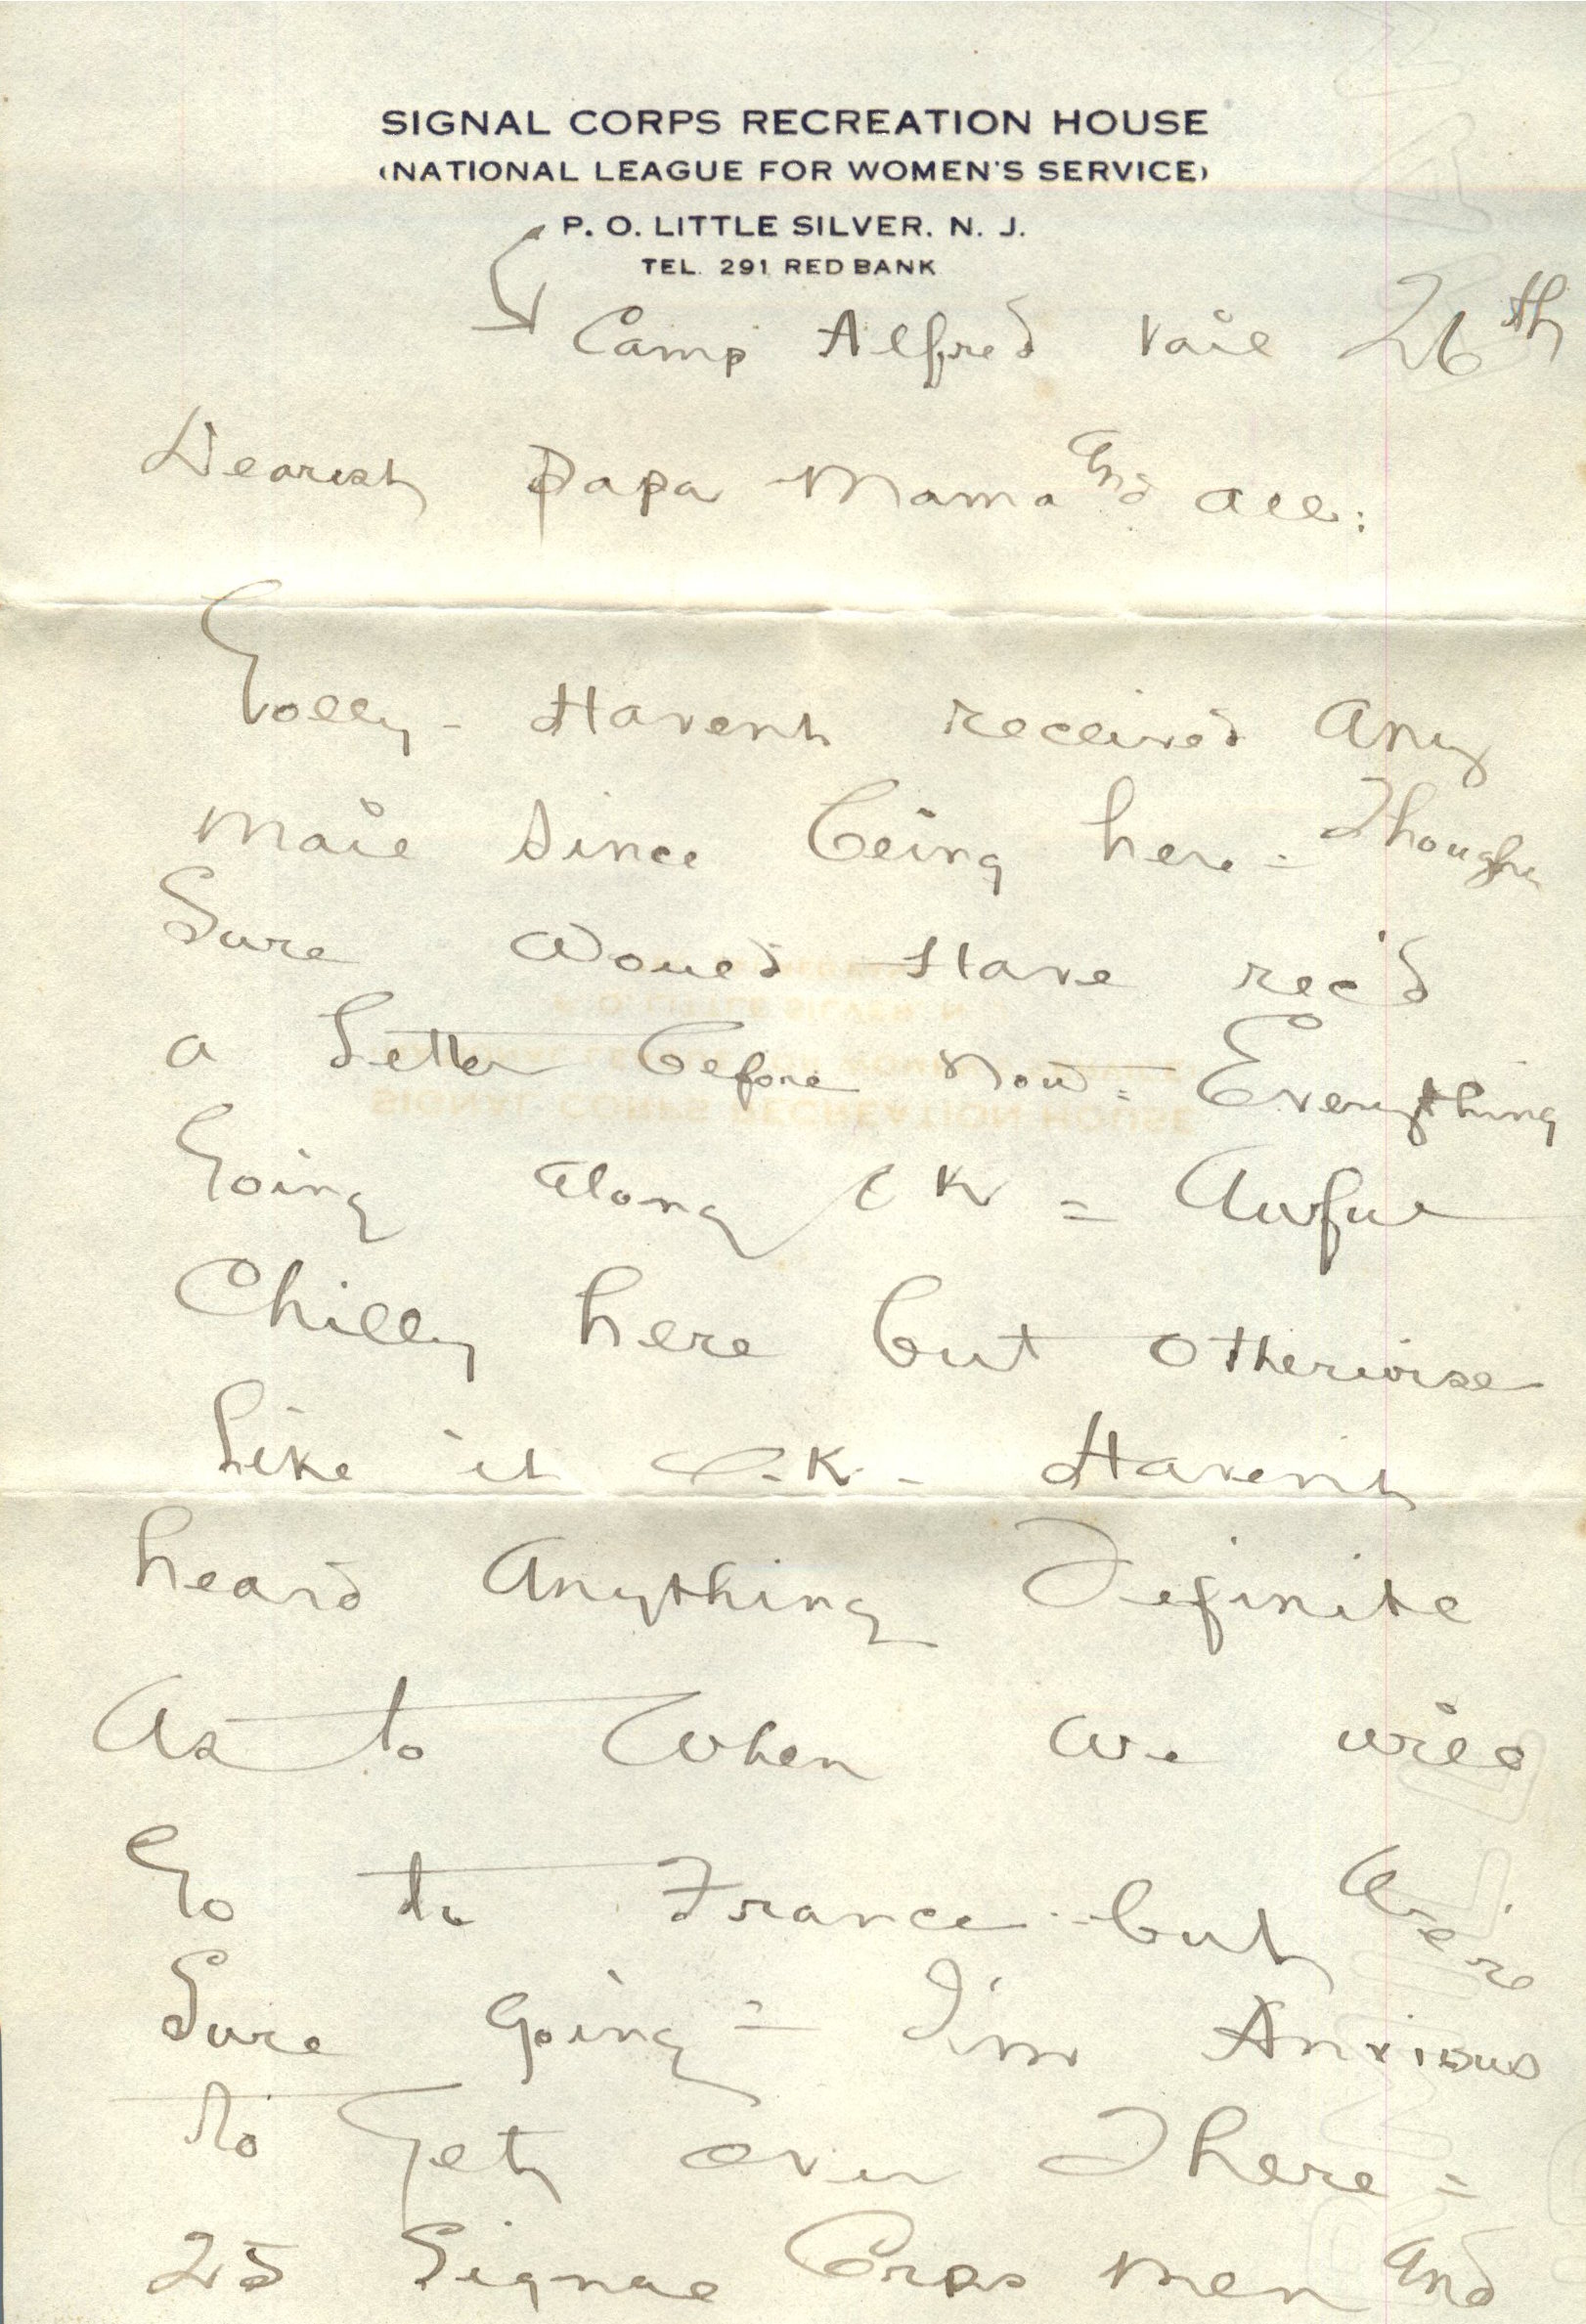 SIGNAL CORPS RECREATION HOUSE
(NATIONAL LEAGUE FOR WOMEN'S SERVICE)
P. O. LITTLE SILVER. N. J.
TEL. 291 RED BANK
Camp Alfred Vail 26th
Dearest Papa Mama and all:
Golly - Havent received any
mail Since being here = Thought
Sure Would Have rec'd
a Letter before Now = Everything
Going along OK = Awful
Chilly here but otherwise
Like it O.K. - Havent
heard Anything Definite
As to When we will
Go to France - but We're
Sure going = I'm Anxious
to Get over There =
25 Signal Corps men and